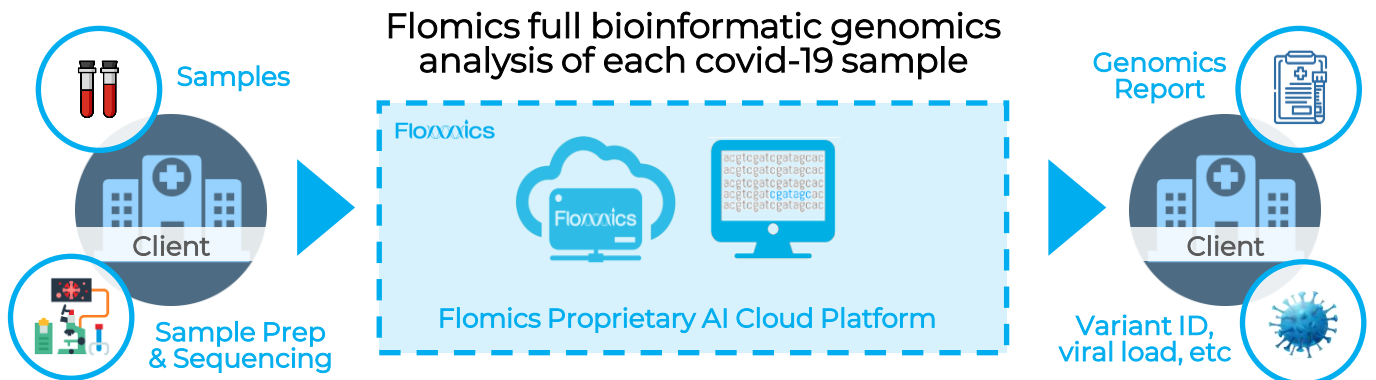 Flomics full bioinformatic genomics
analysis of each covid-19 sample
Samples
Client
Sample Prep
& Sequencing
Flomics
Flomics
acgtcgatcgatagcac
acgtcgatcgatagcac
acgtcgatcgatagcac
acgtcgatcgatagcac
acgtcgatcgatagcac
Flomics Proprietary AI Cloud Platform
Genomics
Report
Client
Variant ID,
viral load, etc